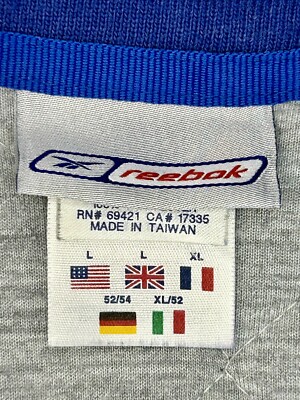 Reebok
RN# 69421 CA# 17335
MADE IN TAIWAN
L L XL
52/54 XL/52